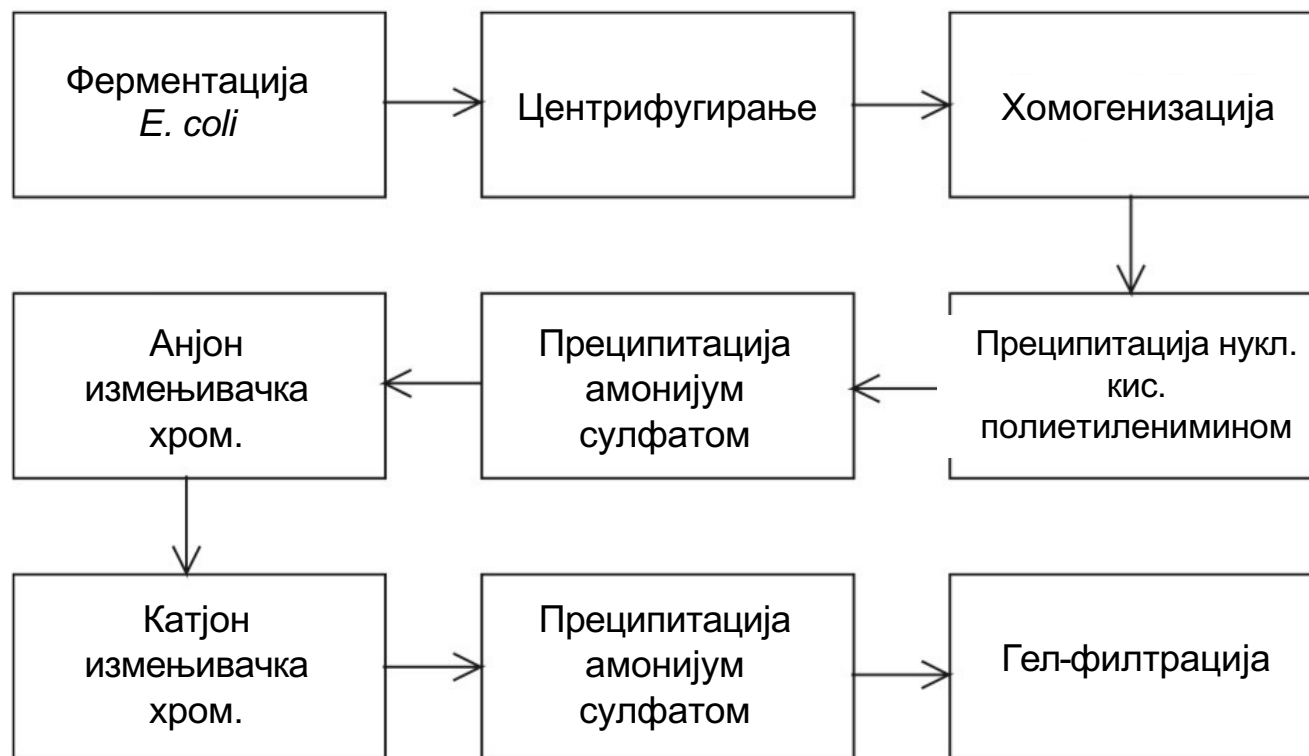 Ферментација
E. coli
Центрифугирање
Хомогенизација
Преципитација нукл.
кис.
полиетиленимином
Преципитација
амонијум
сулфатом
Анјон
измењивачка
хром.
Катјон
измењивачка
хром.
Преципитација
амонијум
сулфатом
Гел-филтрација